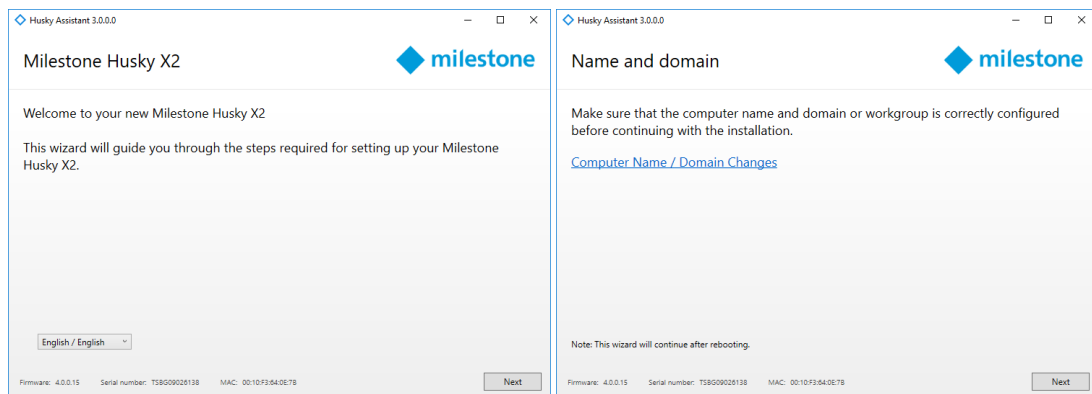 Husky Assistant 3.0.0.0
Milestone Husky X2
milestone
Welcome to your new Milestone Husky X2
This wizard will guide you through the steps required for setting up your Milestone
Husky X2.
English / English
Firmware: 4.0.0.15 Serial number: TSBG09026138 MAC: 00:10:F3:64:0E:7B
Next
Husky Assistant 3.0.0.0
Name and domain
milestone
Make sure that the computer name and domain or workgroup is correctly configured
before continuing with the installation.
Computer Name / Domain Changes
Note: This wizard will continue after rebooting.
Firmware: 4.0.0.15 Serial number: TSBG09026138 MAC: 00:10:F3:64:0E:7B
Next